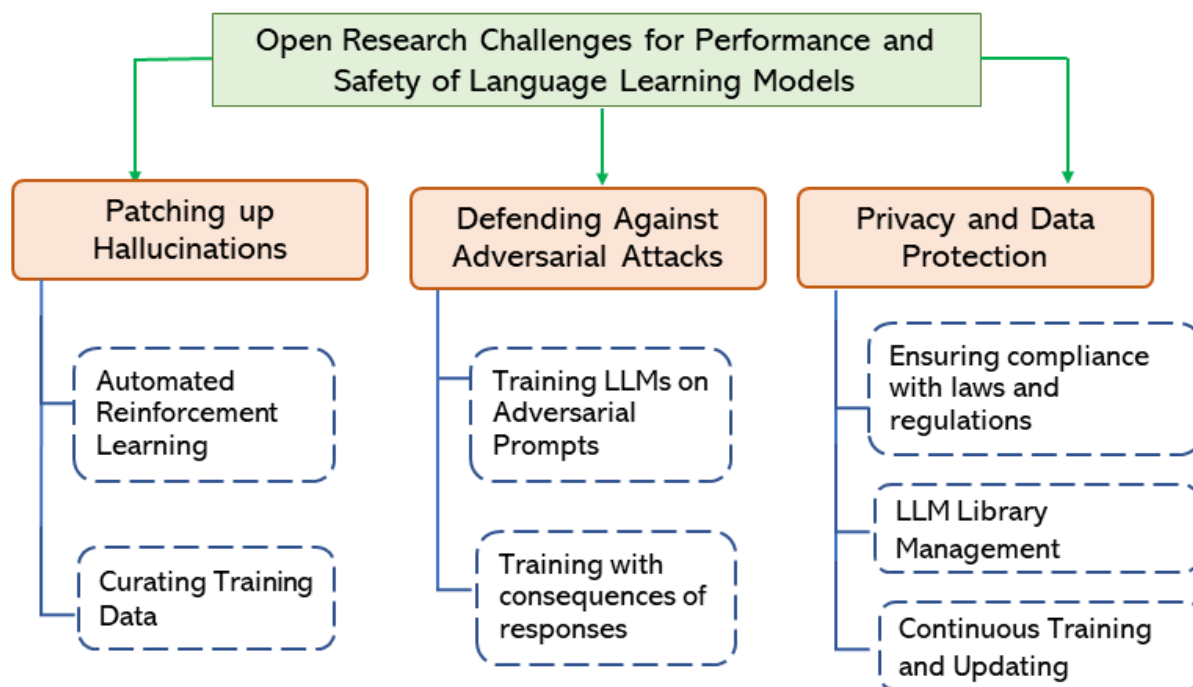 Open Research Challenges for Performance and
Safety of Language Learning Models
Patching up
Hallucinations
Automated
Reinforcement
Learning
Curating Training
Data
Defending Against
Adversarial Attacks
Training LLMs on
Adversarial
Prompts
Training with
consequences of
responses
Privacy and Data
Protection
Ensuring compliance
with laws and
regulations
LLM Library
Management
Continuous Training
and Updating